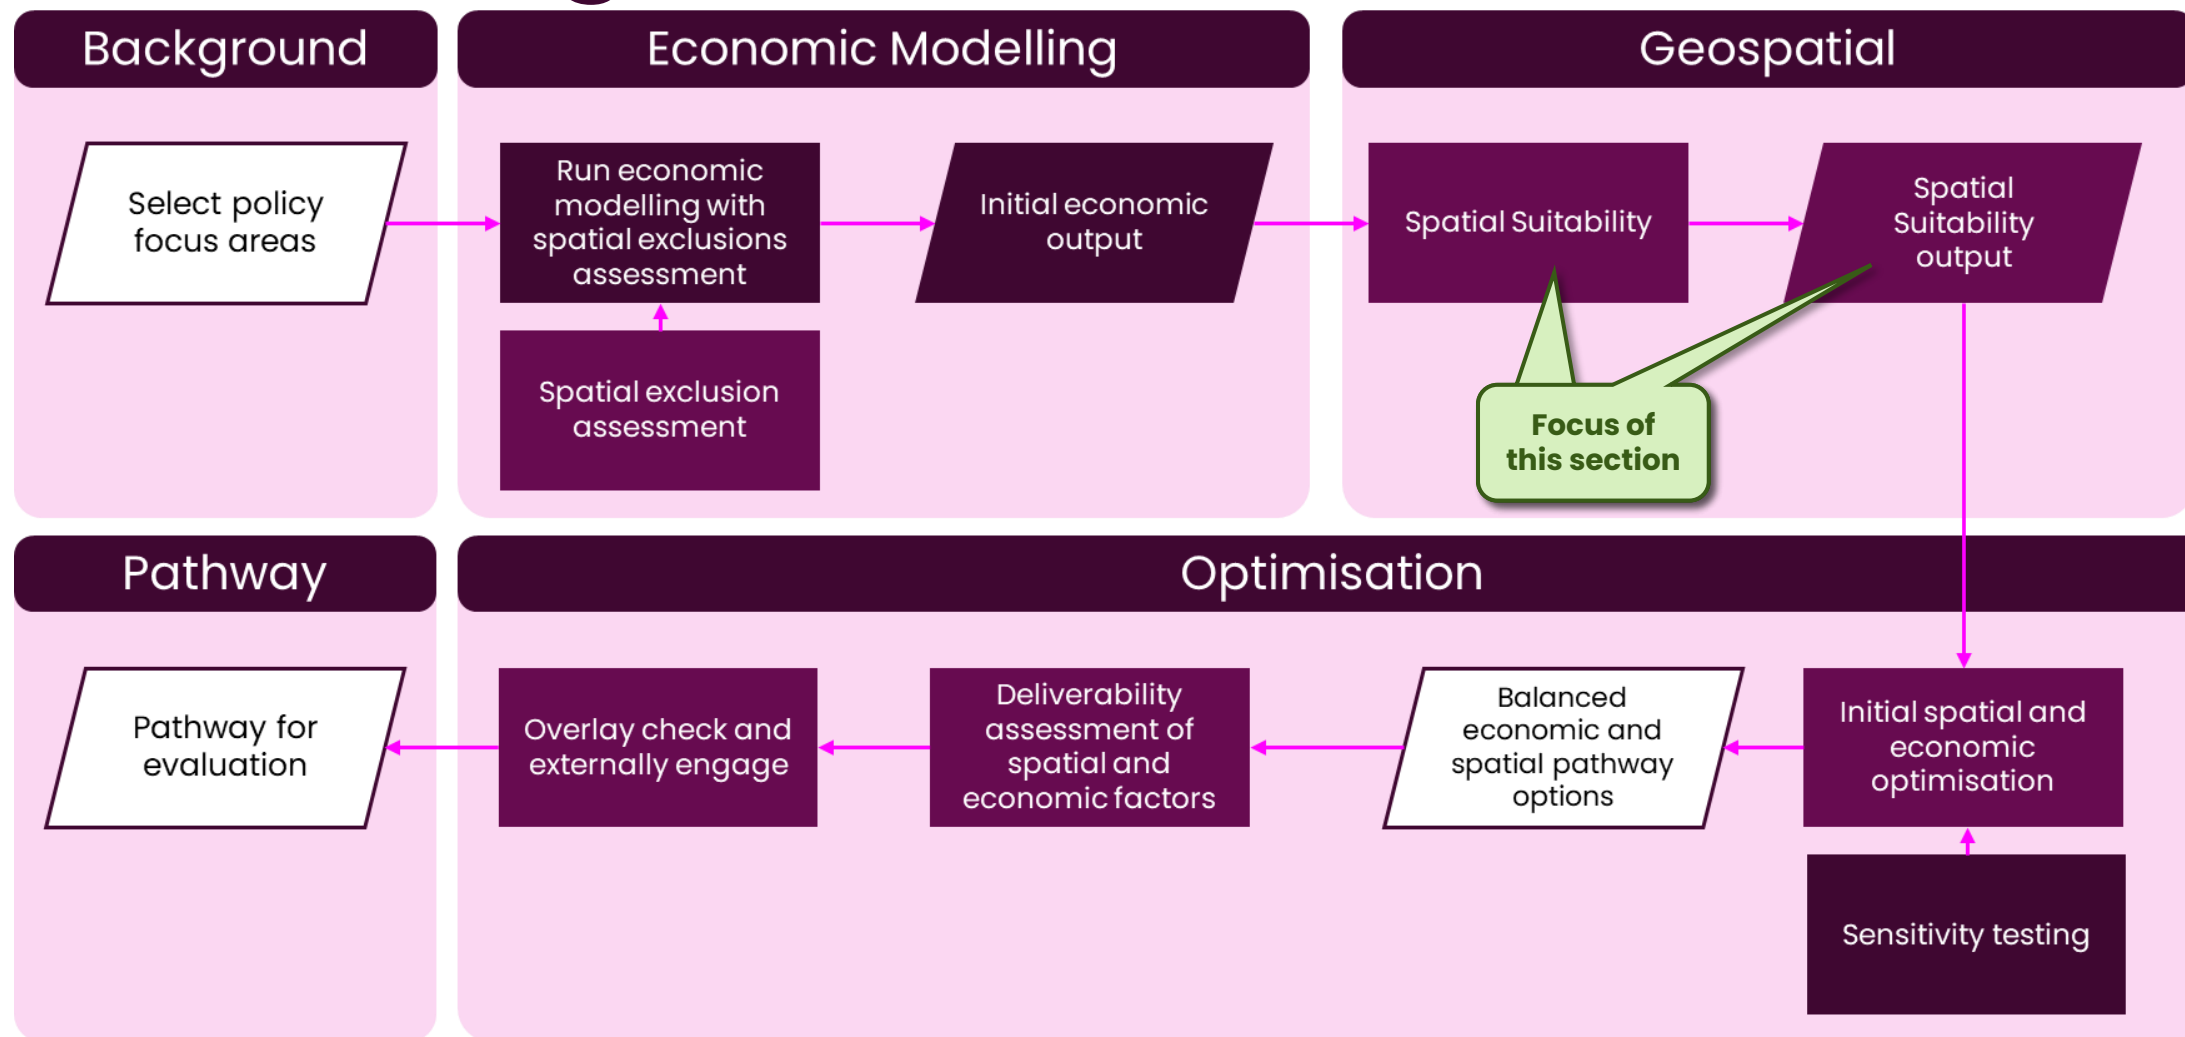 Background
Economic Modelling
Geospatial
Select policy
focus areas
Run economic
modelling with
spatial exclusions
assessment
Initial economic
output
Spatial Suitability
Spatial
Suitability
output
Spatial exclusion
assessment
Focus of
this section
Pathway
Optimisation
Pathway for
evaluation
Overlay check and
externally engage
Deliverability
assessment of
spatial and
economic factors
Balanced
economic and
spatial pathway
options
Initial spatial and
economic
optimisation
Sensitivity testing